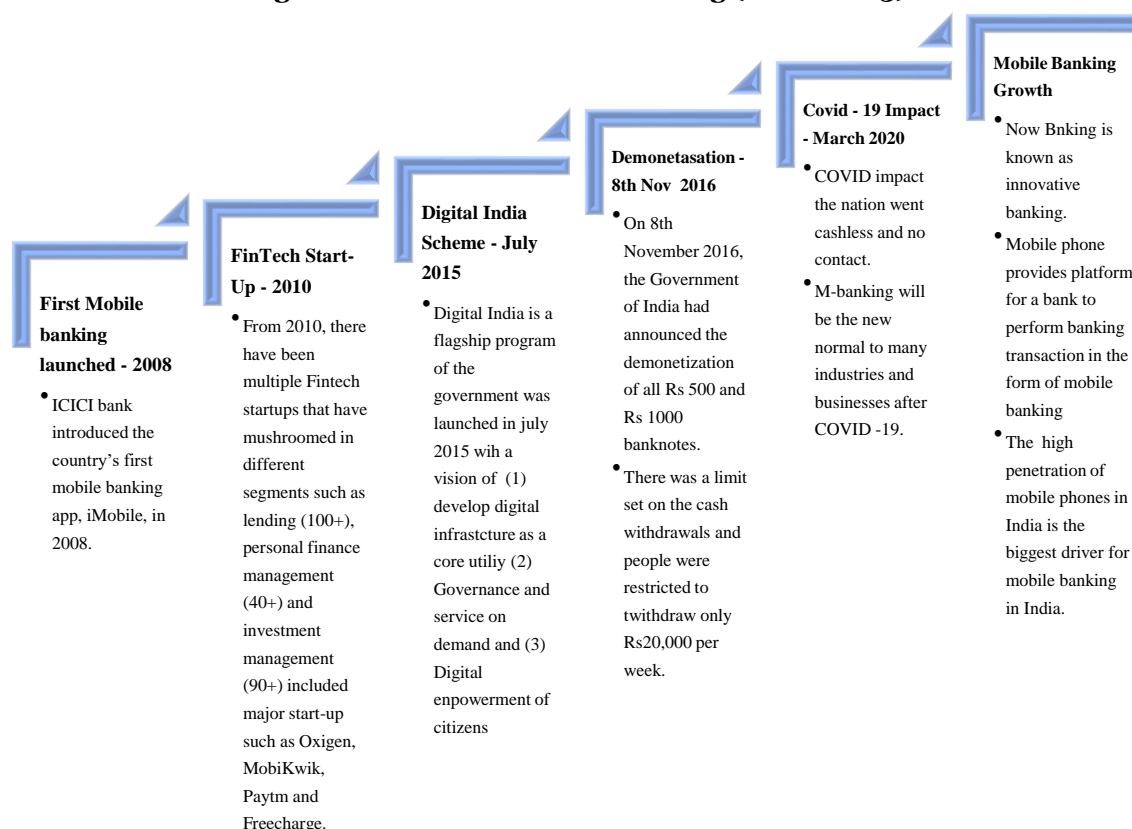 First Mobile
banking
launched - 2008
• ICICI bank
introduced the
country's first
mobile banking
app, iMobile, in
2008.
FinTech Start-
Up - 2010
• From 2010, there
have been
multiple Fintech
startups that have
mushroomed in
different
segments such as
lending (100+),
personal finance
management
(40+) and
investment
management
(90+) included
major start-up
such as Oxigen,
MobiKwik,
Paytm and
Freecharge.
Digital India
Scheme - July
2015
• Digital India is a
flagship program
of the
government was
launched in july
2015 wih a
vision of (1)
develop digital
infrastcture as a
core utiliy (2)
Governance and
service on
demand and (3)
Digital
enpowerment of
citizens
Demonetasation -
8th Nov 2016
• On 8th
November 2016,
the Government
of India had
announced the
demonetization
of all Rs 500 and
Rs 1000
banknotes.
• There was a limit
set on the cash
withdrawals and
people were
restricted to
twithdraw only
Rs20,000 per
week.
Covid - 19 Impact
- March 2020
• COVID impact
the nation went
cashless and no
contact.
• M-banking will
be the new
normal to many
industries and
businesses after
COVID -19.
Mobile Banking
Growth
• Now Bnking is
known as
innovative
banking.
• Mobile phone
provides platform
for a bank to
perform banking
transaction in the
form of mobile
banking
• The high
penetration of
mobile phones in
India is the
biggest driver for
mobile banking
in India.